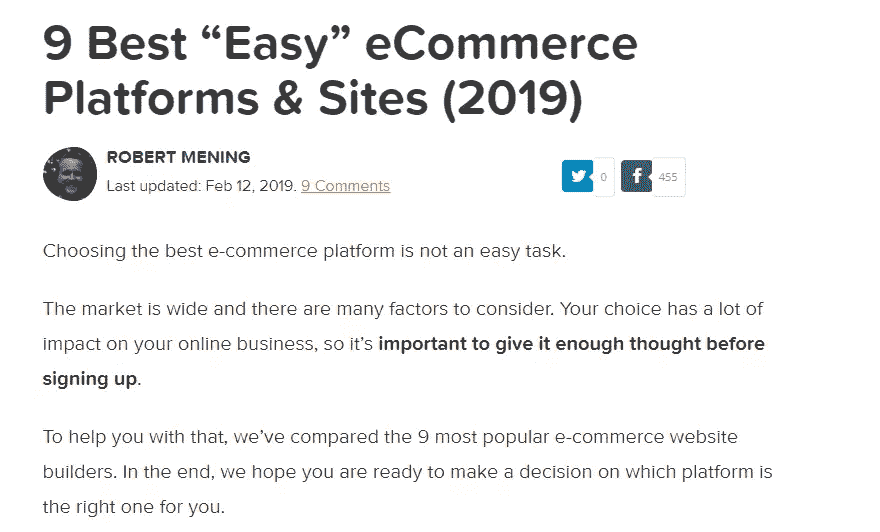 9 Best “Easy” eCommerce
Platforms & Sites (2019)
ROBERT MENING
Last updated: Feb 12, 2019. 9 Comments
0
455
Choosing the best e-commerce platform is not an easy task.
The market is wide and there are many factors to consider. Your choice has a lot of
impact on your online business, so it’s important to give it enough thought before
signing up.
To help you with that, we’ve compared the 9 most popular e-commerce website
builders. In the end, we hope you are ready to make a decision on which platform is
the right one for you.